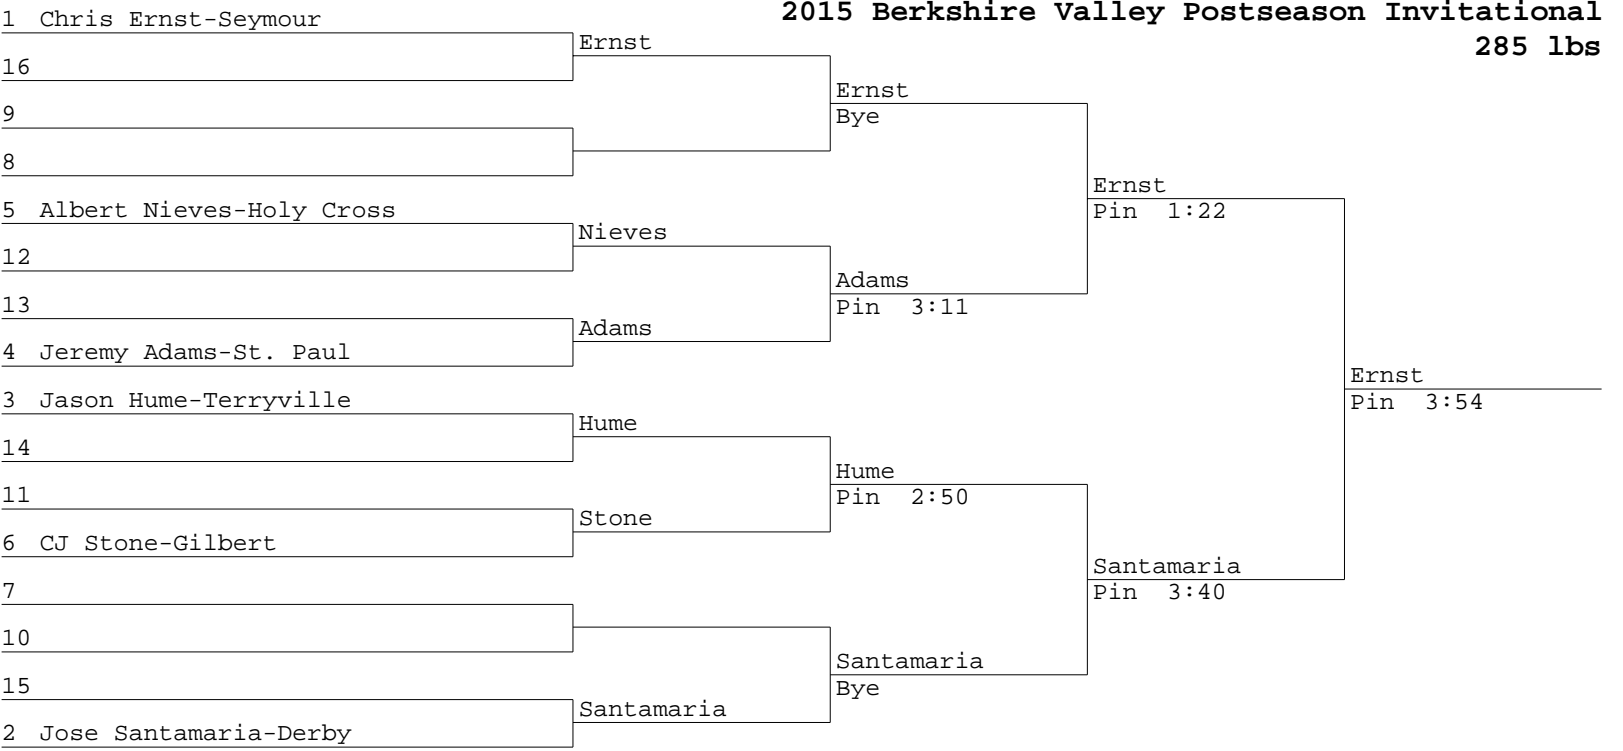 2015 Berkshire Valley Postseason Invitational
285 lbs
1 Chris Ernst-Seymour
16
9
8
5 Albert Nieves-Holy Cross
12
13
4 Jeremy Adams-St. Paul
3 Jason Hume-Terryville
14
11
6 CJ Stone-Gilbert
7
10
15
2 Jose Santamaria-Derby
Ernst
Nieves
Adams
Hume
Stone
Santamaria
Ernst
Bye
Adams
Pin 3:11
Hume
Pin 2:50
Santamaria
Bye
Ernst
Pin 1:22
Santamaria
Pin 3:40
Ernst
Pin 3:54